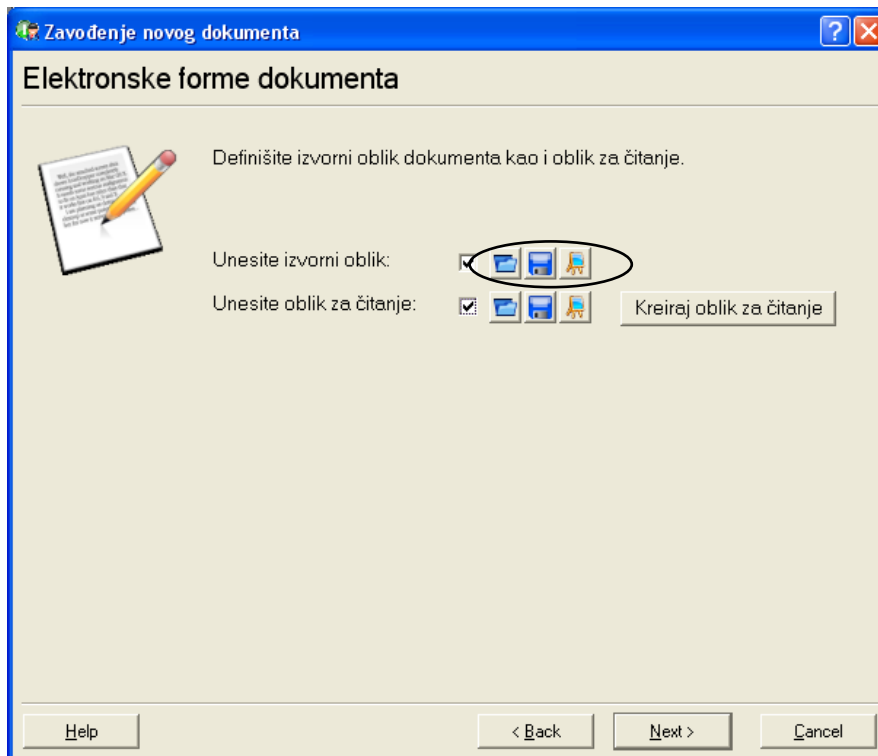 Zavođenje novog dokumenta
Elektronske forme dokumenta
Definišite izvorni oblik dokumenta kao i oblik za čitanje.
Unesite izvorni oblik:
Unesite oblik za čitanje:
Kreiraj oblik za čitanje
Help
< Back
Next >
Cancel